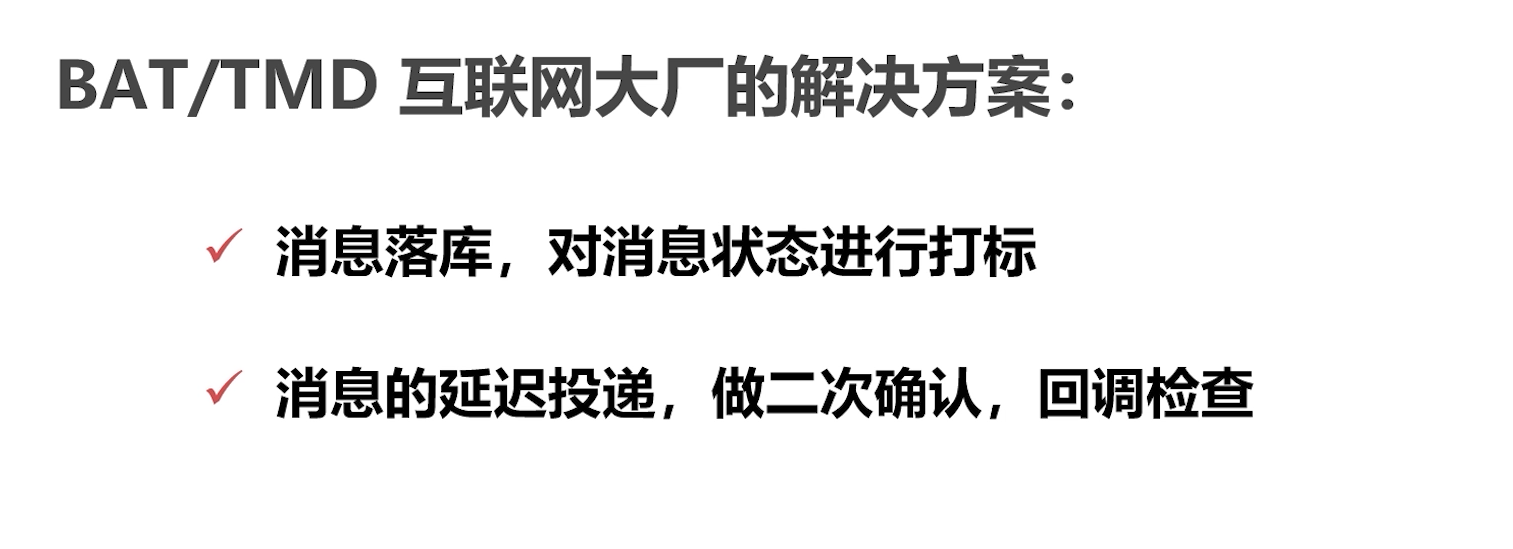 BAT/TMD 互联网大厂的解决方案：
✓ 消息落库，对消息状态进行打标
✓ 消息的延迟投递，做二次确认，回调检查